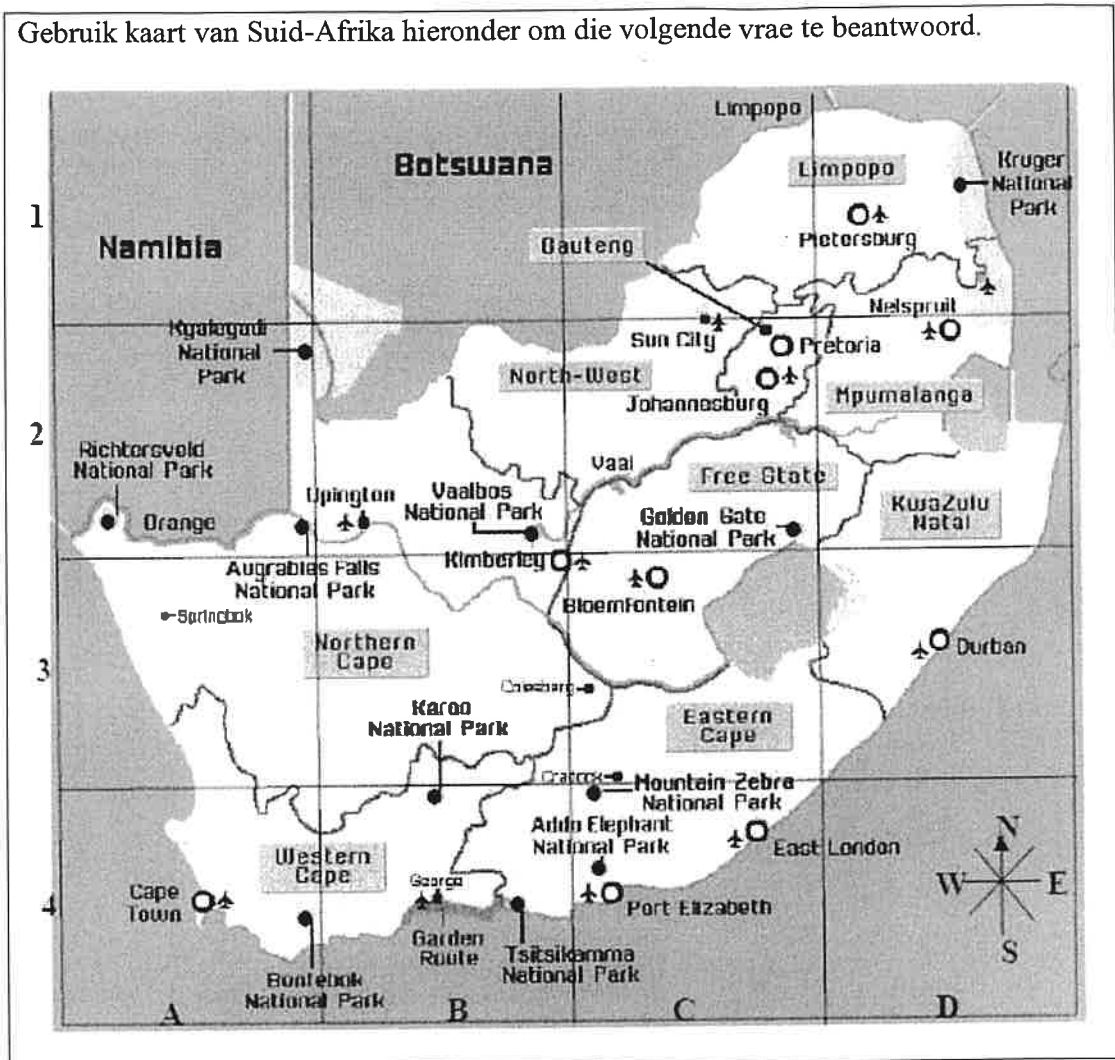 Gebruik kaart van Suid-Afrika hieronder om die volgende vrae te beantwoord.
Limpopo
Botswana
Limpopo
Kruger
National
Park
1
Namibia
Gauteng
Pietersburg
Nelspruit
Kgalagadi
National
Park
Sun City
Pretoria
North-West
Johannesburg
Mpumalanga
2
Richtersveld
National Park
Vaal
Free State
Orange
Upington
Vaalbos
National Park
Golden Gate
National Park
KwaZulu
Natal
Augrabies Falls
National Park
Kimberley
Bloemfontein
Springbok
Northern
Cape
Durban
3
Colesberg
Karoo
National Park
Eastern
Cape
Cradock
Mountain Zebra
National Park
Addo Elephant
National Park
East London
N
W
E
S
Western
Cape
4
Cape
Town
George
Port Elizabeth
Garden
Route
Tsitsikamma
National Park
Bontebok
National Park
A
B
C
D